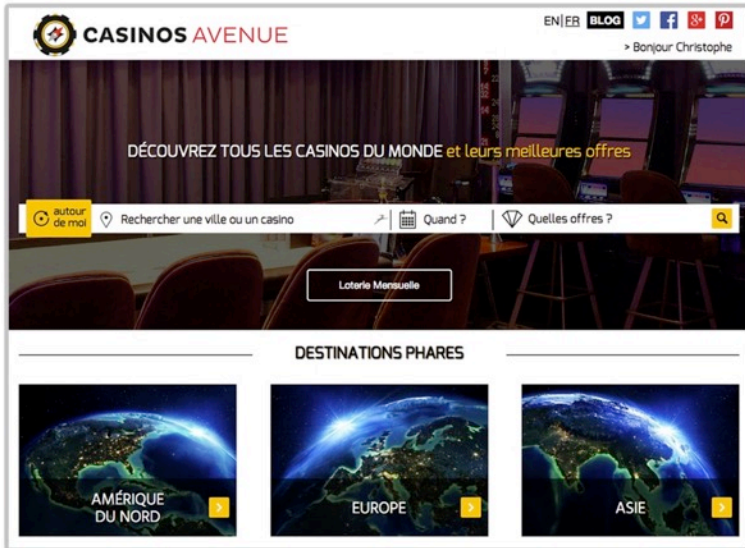 CASINOS AVENUE
EN|FR BLOG
> Bonjour Christophe
DÉCOUVREZ TOUS LES CASINOS DU MONDE et leurs meilleures offres
autour
de moi
Rechercher une ville ou un casino
Quand ?
Quelles offres ?
Loterie Mensuelle
DESTINATIONS PHARES
AMÉRIQUE
DU NORD
EUROPE
ASIE